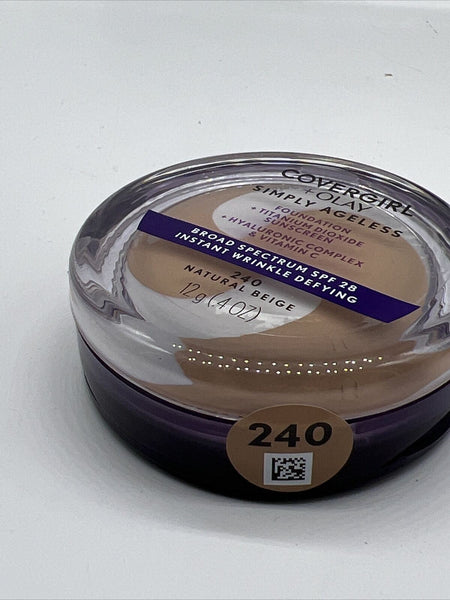 COVERGIRL
+ OLAY
SIMPLY AGELESS
FOUNDATION
+ TITANIUM DIOXIDE
SUNSCREEN
+ HYALURONIC COMPLEX
& VITAMIN C
BROAD SPECTRUM SPF 28
INSTANT WRINKLE DEFYING
240
NATURAL BEIGE
12 g (.4 OZ)
240